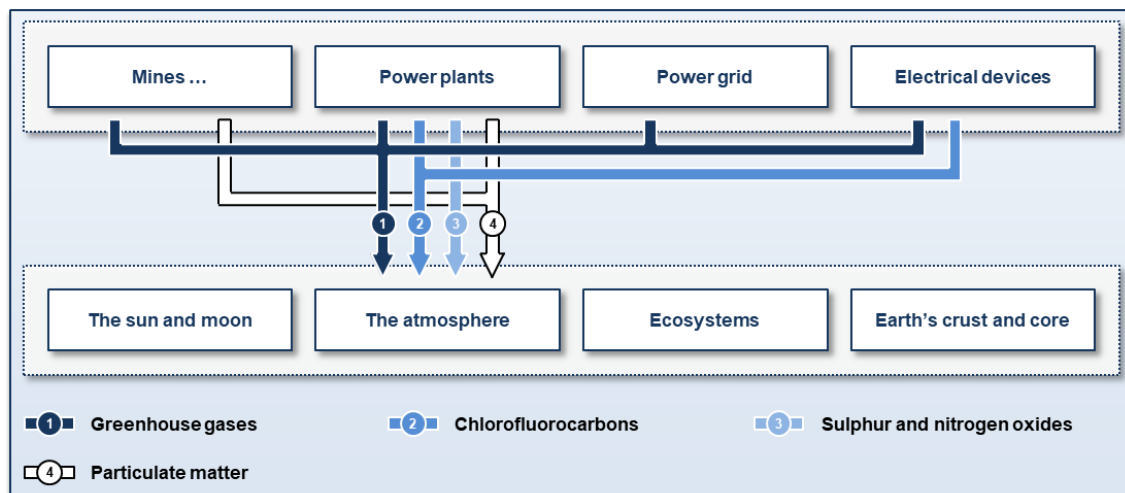 Mines …
Power plants
Power grid
Electrical devices
1
2
3
4
The sun and moon
The atmosphere
Ecosystems
Earth's crust and core
1 Greenhouse gases
2 Chlorofluorocarbons
3 Sulphur and nitrogen oxides
4 Particulate matter